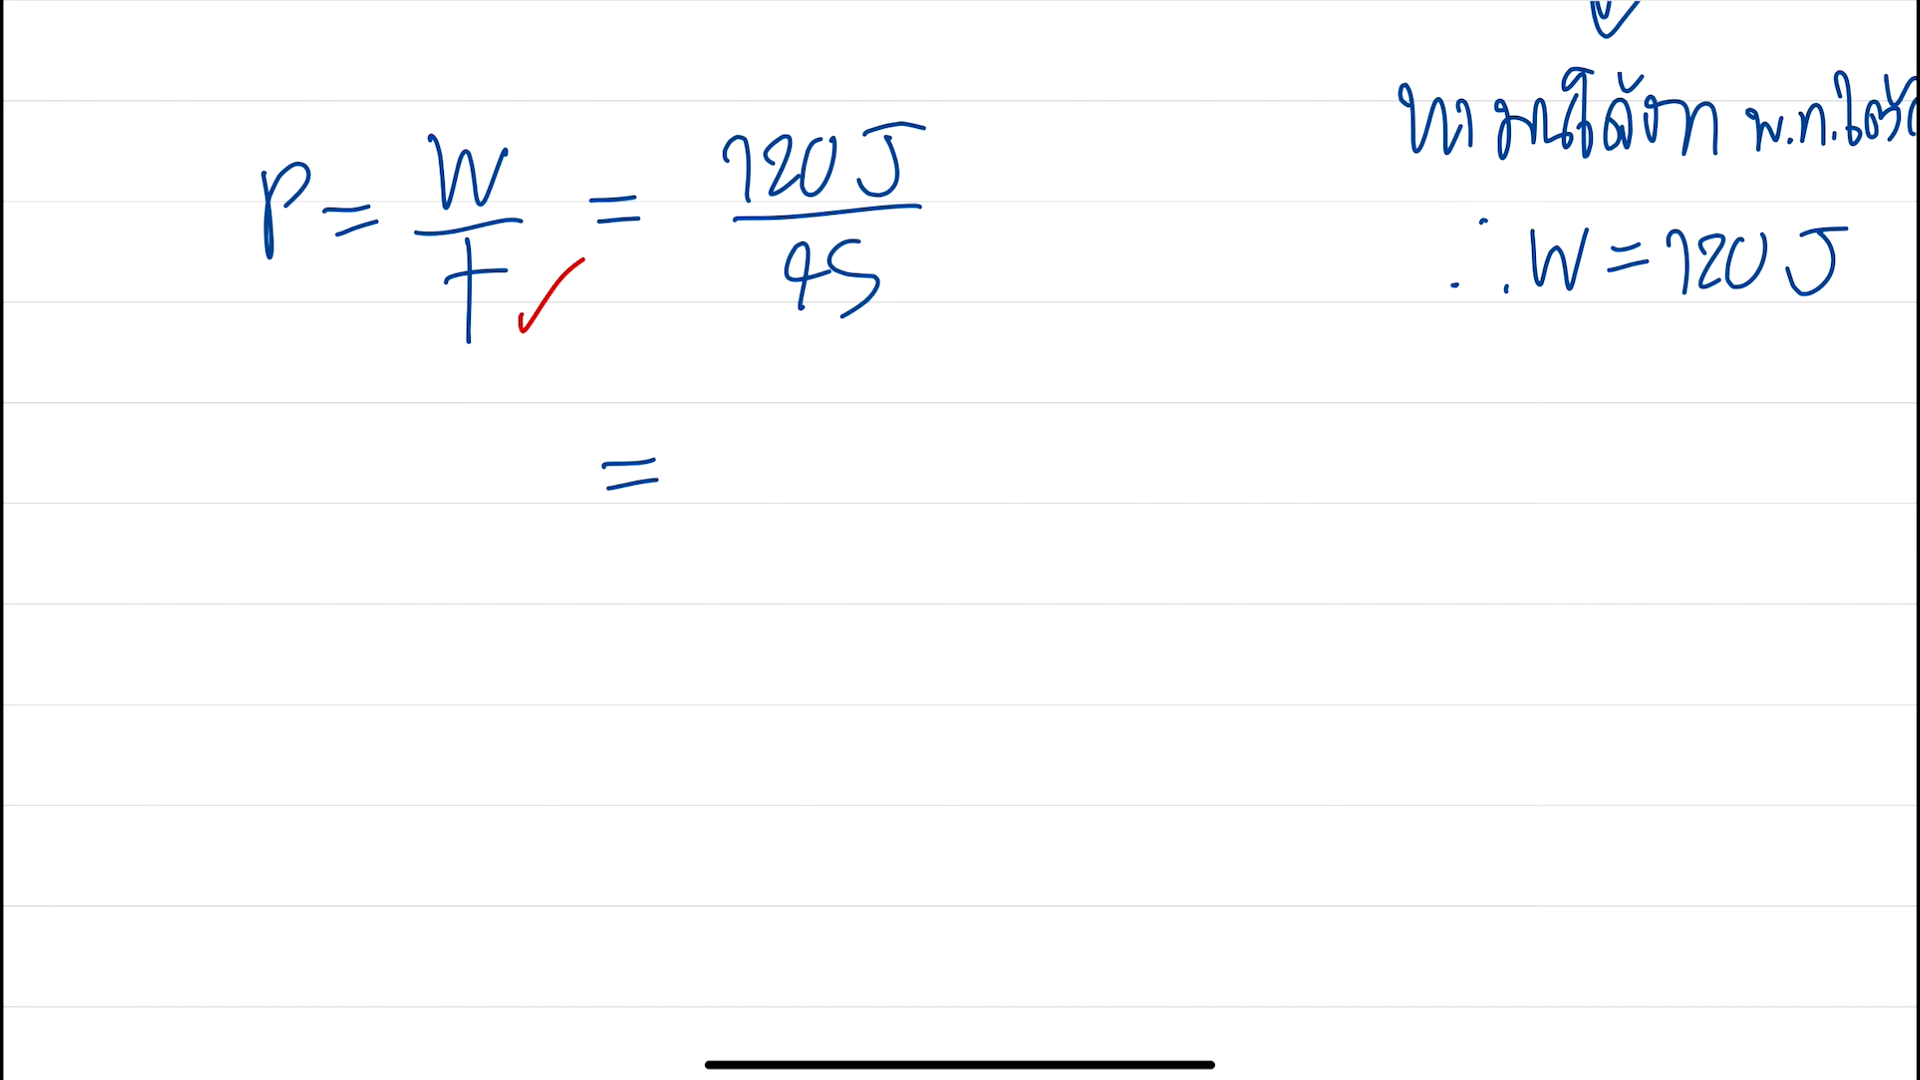 หา งานได้จาก พ.ท.ใต้
P = W/t = 120 J/4 s
∴ W = 120 J
=